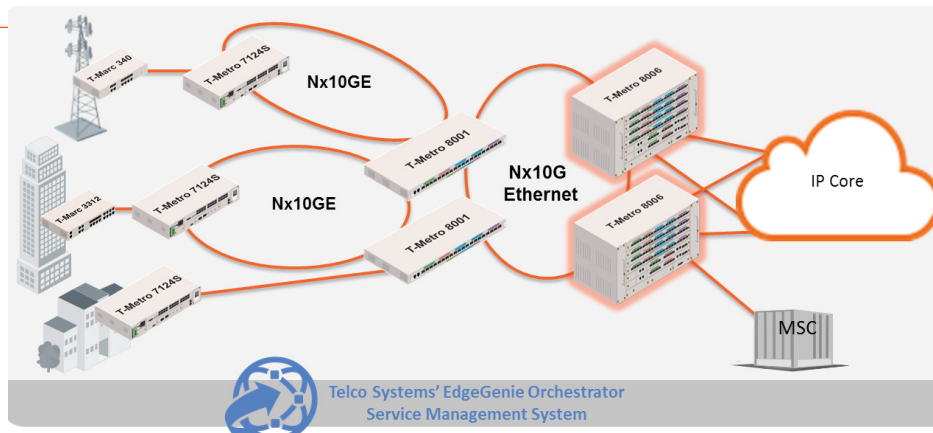 T-Marc 340
T-Metro 7124S
Nx10GE
T-Metro 8001
T-Metro 8006
Nx10G
Ethernet
IP Core
T-Marc 3312
T-Metro 7124S
Nx10GE
T-Metro 8001
T-Metro 8006
T-Metro 7124S
MSC
Telco Systems’ EdgeGenie Orchestrator
Service Management System